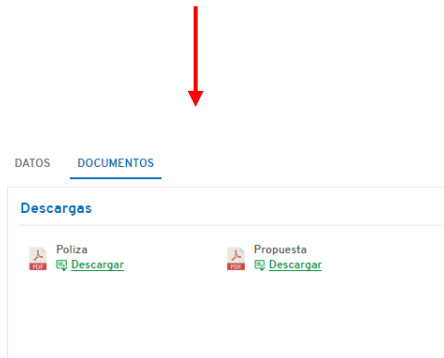 DATOS DOCUMENTOS
Descargas
Poliza Propuesta
PDF Descargar PDF Descargar